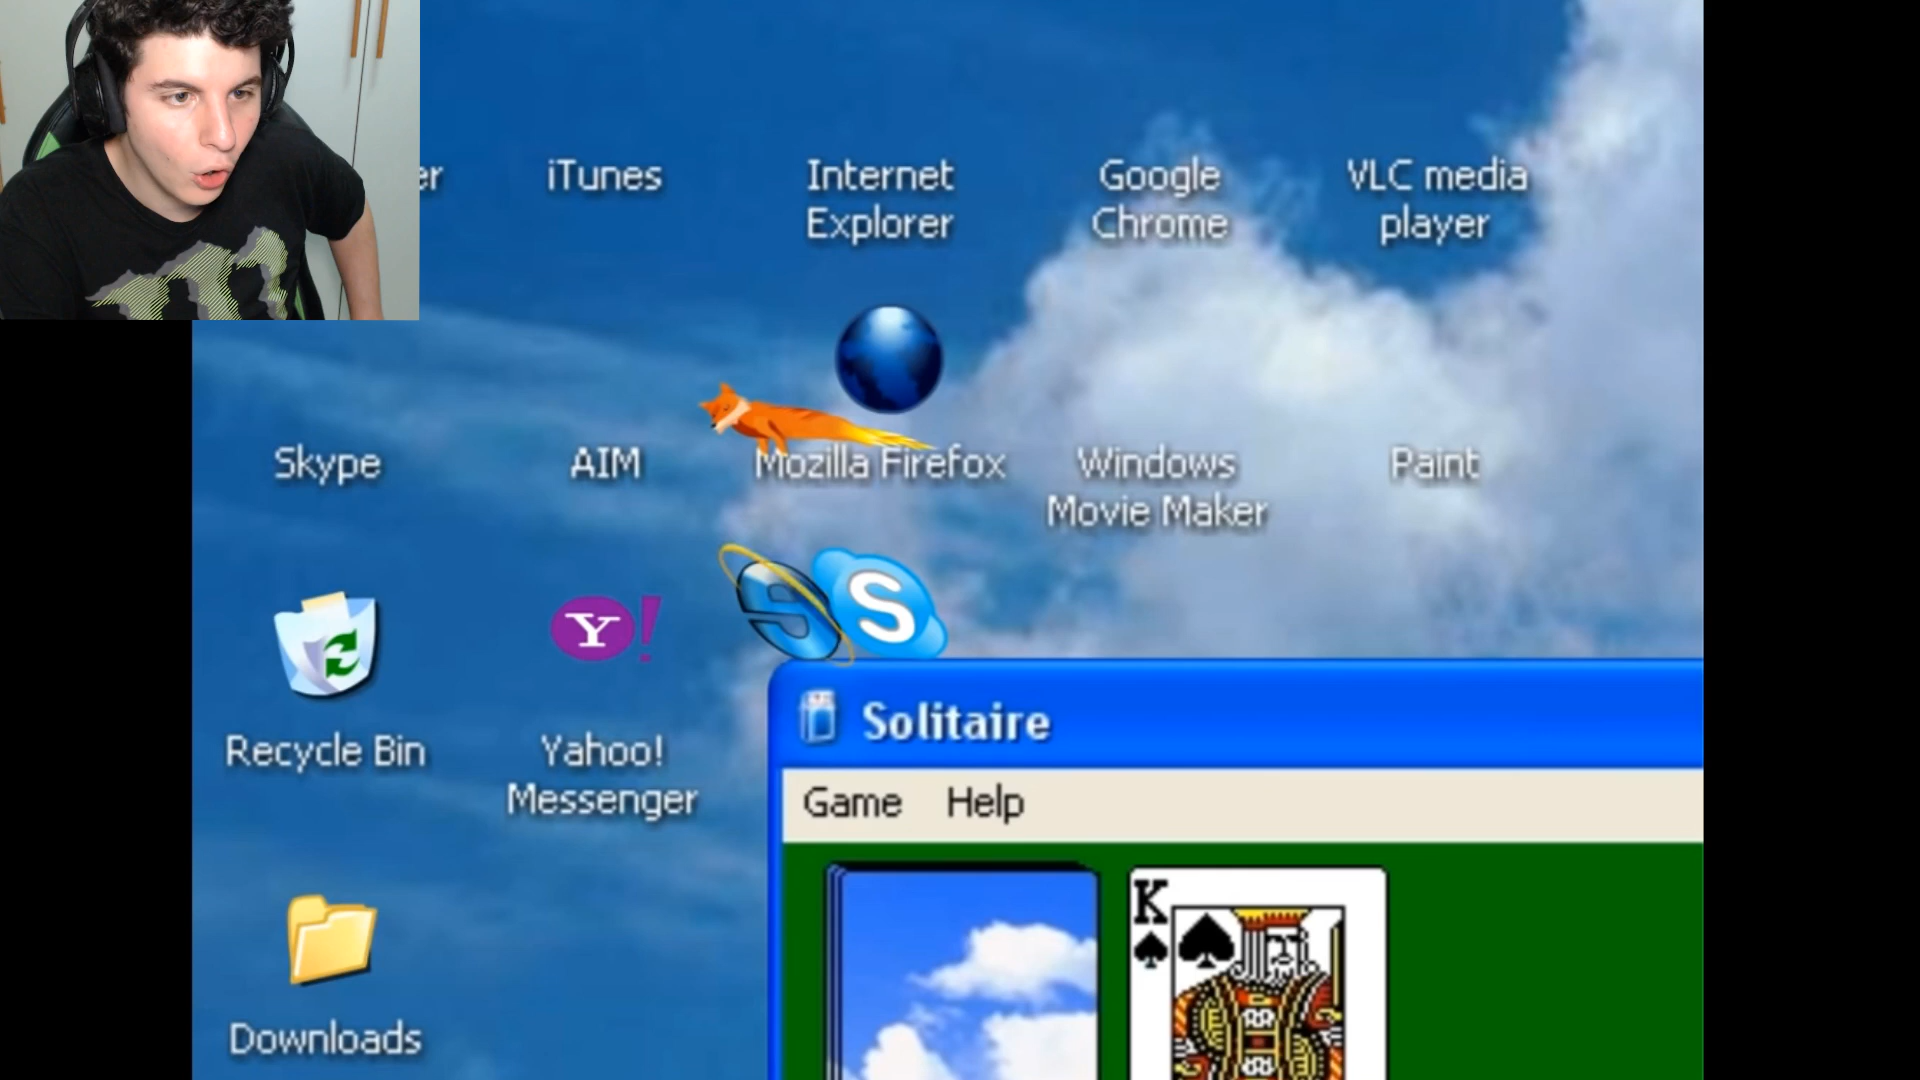 er
iTunes
Internet
Explorer
Google
Chrome
VLC media
player
Skype
AIM
Mozilla Firefox
Windows
Movie Maker
Paint
S
S
Y!
Recycle Bin
Yahoo!
Messenger
Solitaire
Game Help
K
Downloads